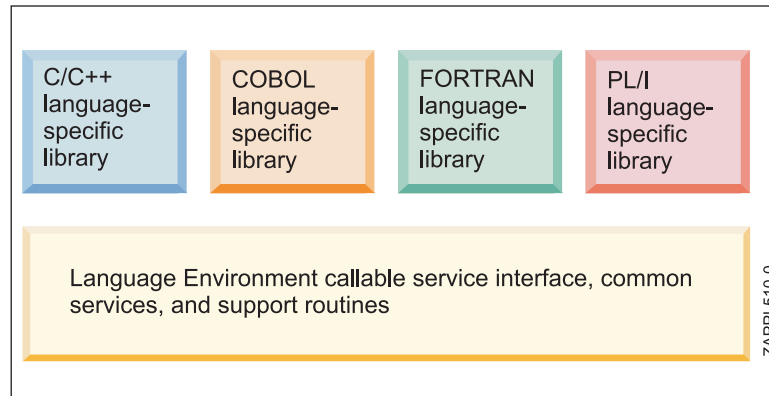 C/C++
language-
specific
library
COBOL
language-
specific
library
FORTRAN
language-
specific
library
PL/I
language-
specific
library
Language Environment callable service interface, common
services, and support routines